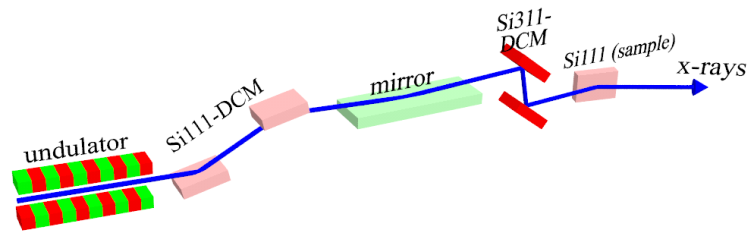 undulator
Si111-DCM
mirror
Si311-
DCM
Si111 (sample)
x-rays